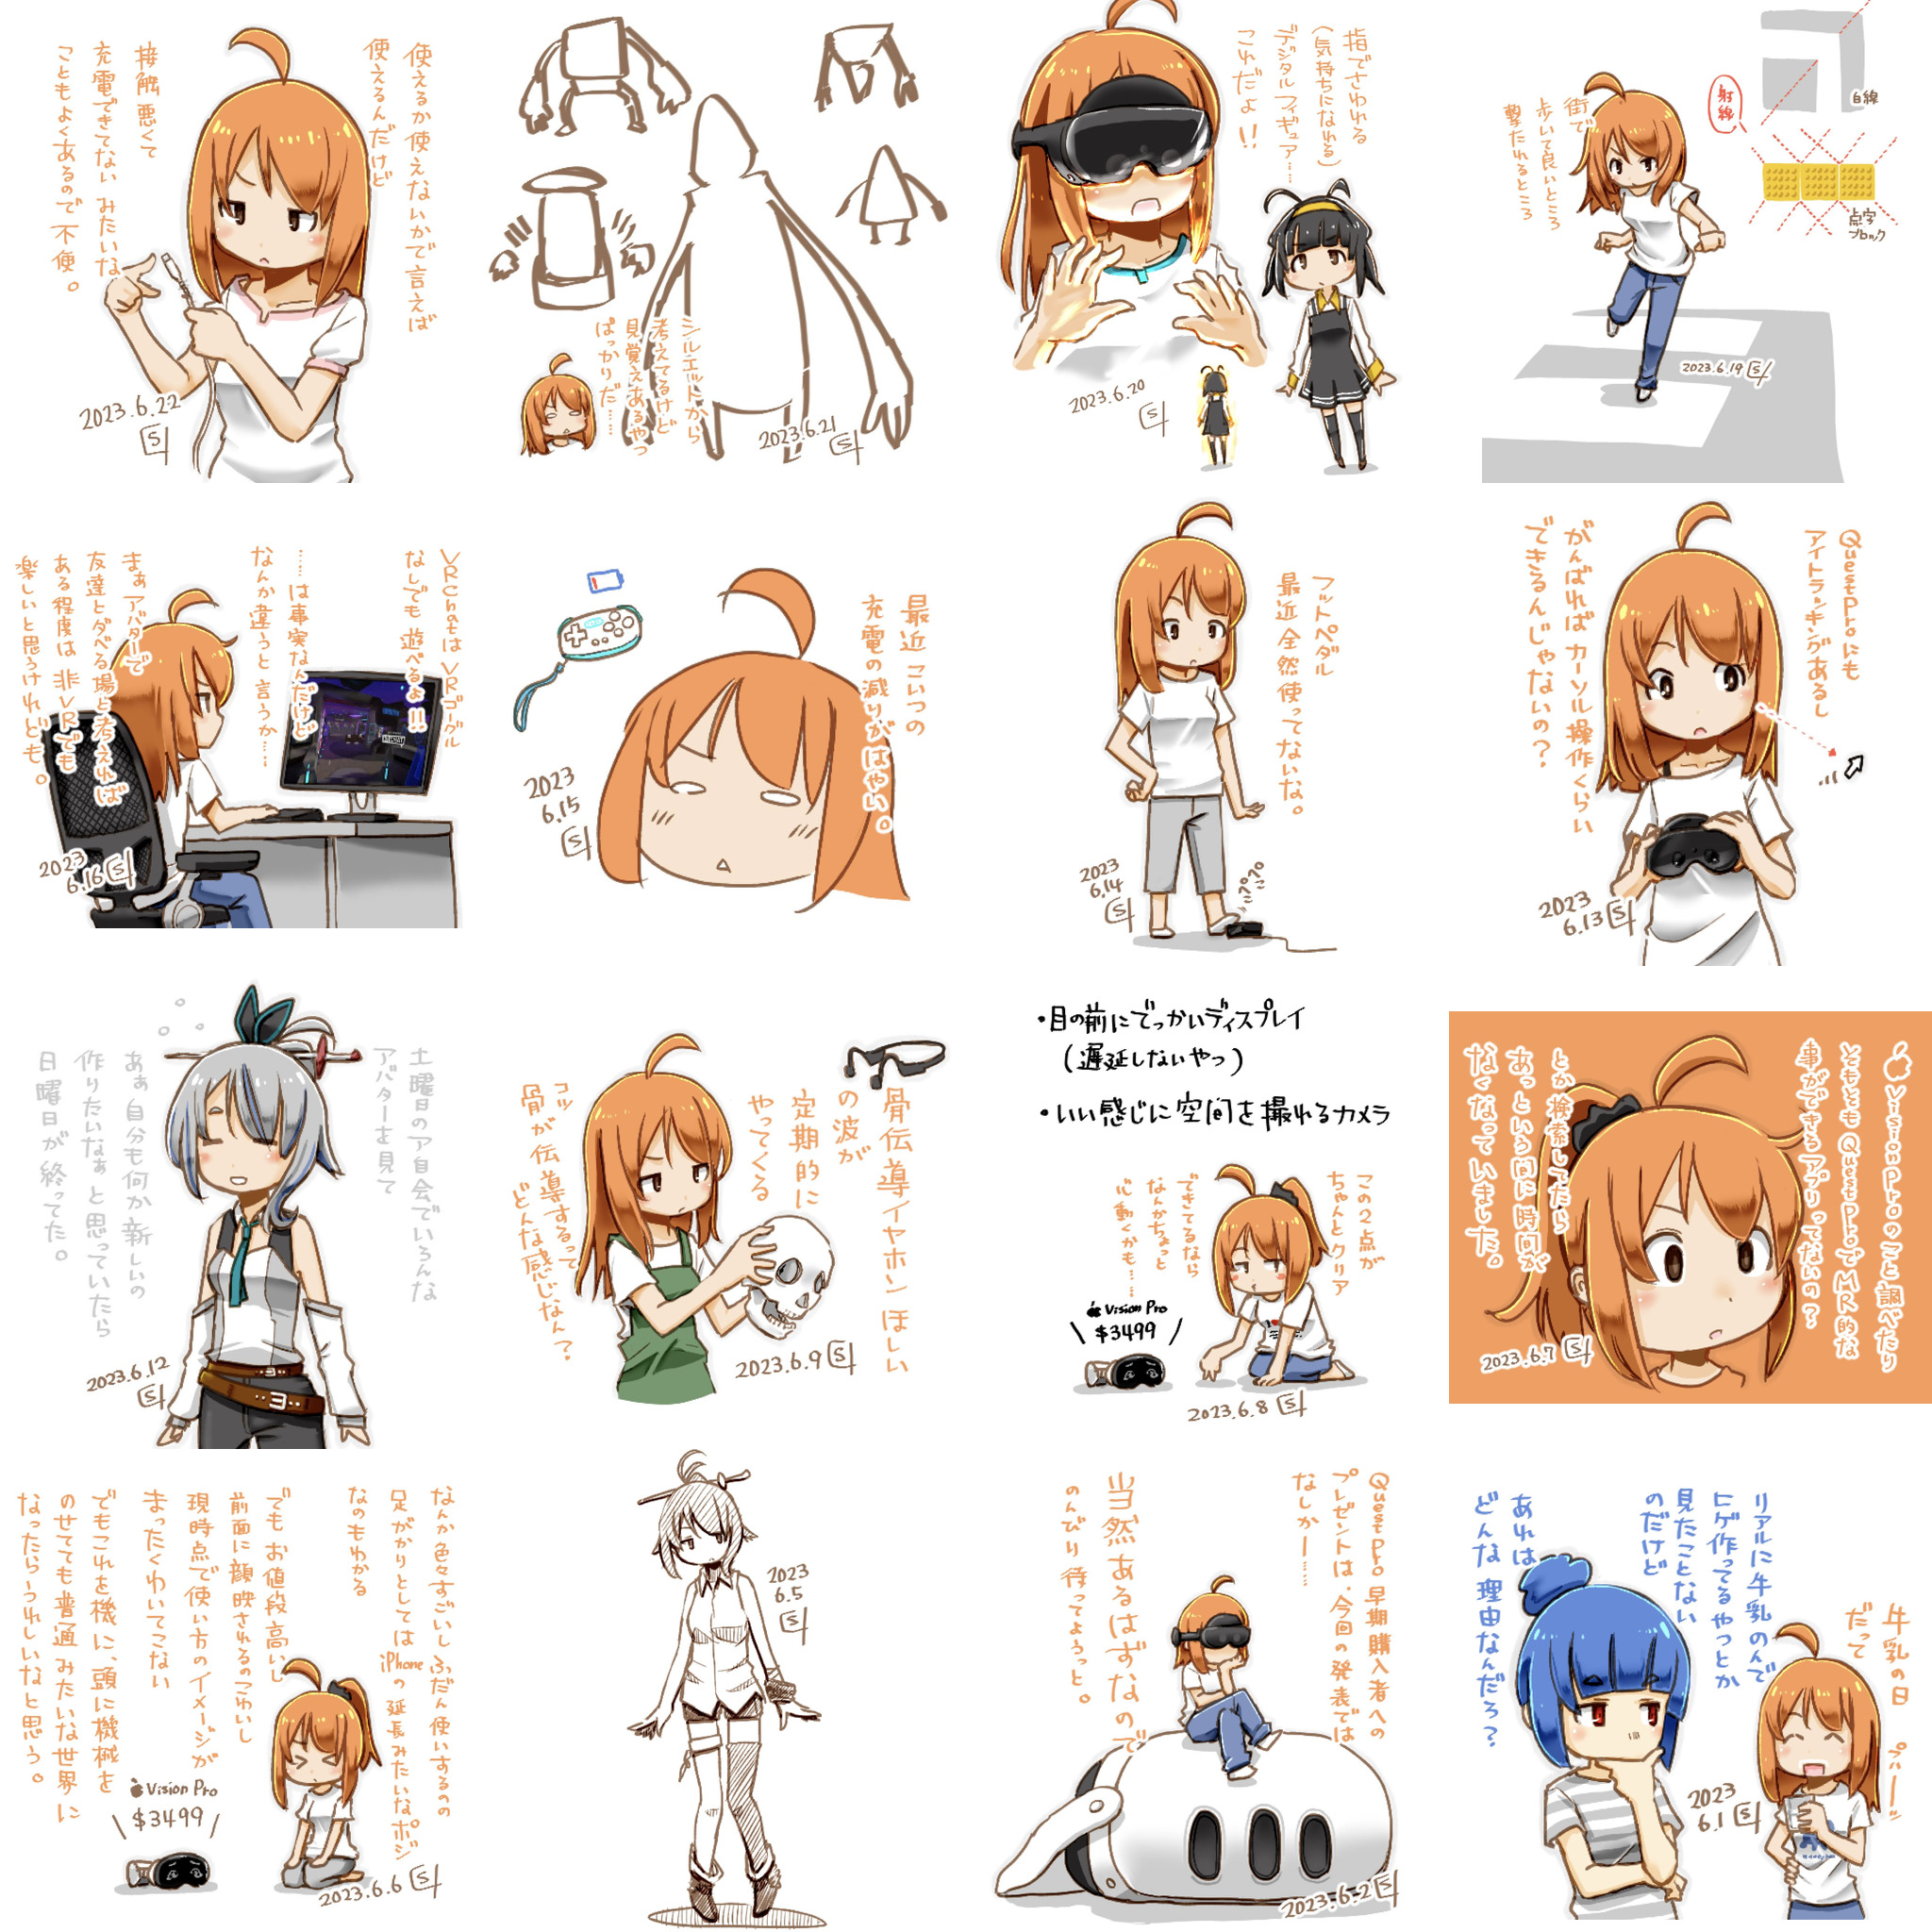 使えるか使えないかで言えば
使えるんだけど
接触悪くて
充電できてないみたいな
こともよくあるので不便。
2023.6.22
シルエットから
考えてるけど
見覚えあるやつ
ばっかりだ……
2023.6.21
指でさわれる
(気持ちになれる)
デジタルフィギュア…
これだよ!!
2023.6.20
白線
射線
点字
ブロック
街で
歩いて良いところ
撃たれるところ
2023.6.19
VRChatはVRゴーグル
なしでも遊べるよ!!
……は事実なんだけど
なんか違うと言うか……
まぁアバターで
友達とダベる場と考えれば
ある程度は非VRでも
楽しいと思うけれども。
2023
6.16
最近こいつの
充電の減りがはやい。
2023
6.15
フットペダル
最近全然使ってないな。
2023
6.14
QuestProにも
アイトラッキングあるし
がんばればカーソル操作くらい
できるんじゃないの?
2023
6.13
土曜日のア自会でいろんな
アバターを見て
あぁ自分も何か新しいの
作りたいなぁと思っていたら
日曜日が終ってた。
2023.6.12
骨伝導イヤホンほしい
の波が
定期的に
やってくる
コツ
骨が伝導するって
どんな感じなん?
2023.6.9
・目の前にでっかいディスプレイ
(遅延しないやつ)
・いい感じに空間を撮れるカメラ
この2点が
ちゃんとクリア
できてるなら
なんかちょっと
心動くかも…
Vision Pro
$3499
2023.6.8
VisionProのこと調べたり
そもそもQuestProでMR的な
事ができるアプリってないの?
とか検索してたら
あっという間に時間が
なくなっていました。
2023.6.7
なんか色々すごいしふだん使いするのの
足がかりとしてはiPhoneの延長みたいなポジ
なのもわかる
でもお値段高いし
前面に顔映されるのこわいし
現時点で使い方のイメージが
まったくわいてこない
でもこれを機に、頭に機械を
のせてても普通みたいな世界に
なったらうれしいなと思う。
Vision Pro
$3499
2023.6.6
2023
6.5
QuestPro早期購入者への
プレゼントは、今回の発表では
なしかー……
当然あるはずなので
のんびり待ってようっと。
2023.6.2
牛乳の日
だって
プハーッ
リアルに牛乳のんで
ヒゲ作ってるやつとか
見たことない
のだけど
あれは
どんな理由なんだろ?
2023
6.1